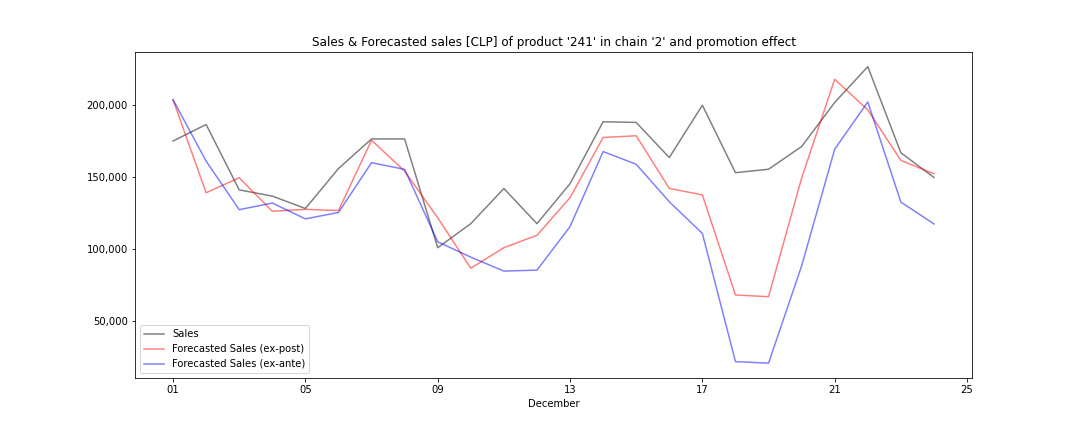 Sales & Forecasted sales [CLP] of product '241' in chain '2' and promotion effect
200,000
150,000
100,000
50,000
Sales
Forecasted Sales (ex-post)
Forecasted Sales (ex-ante)
01 05 09 13 17 21 25
December